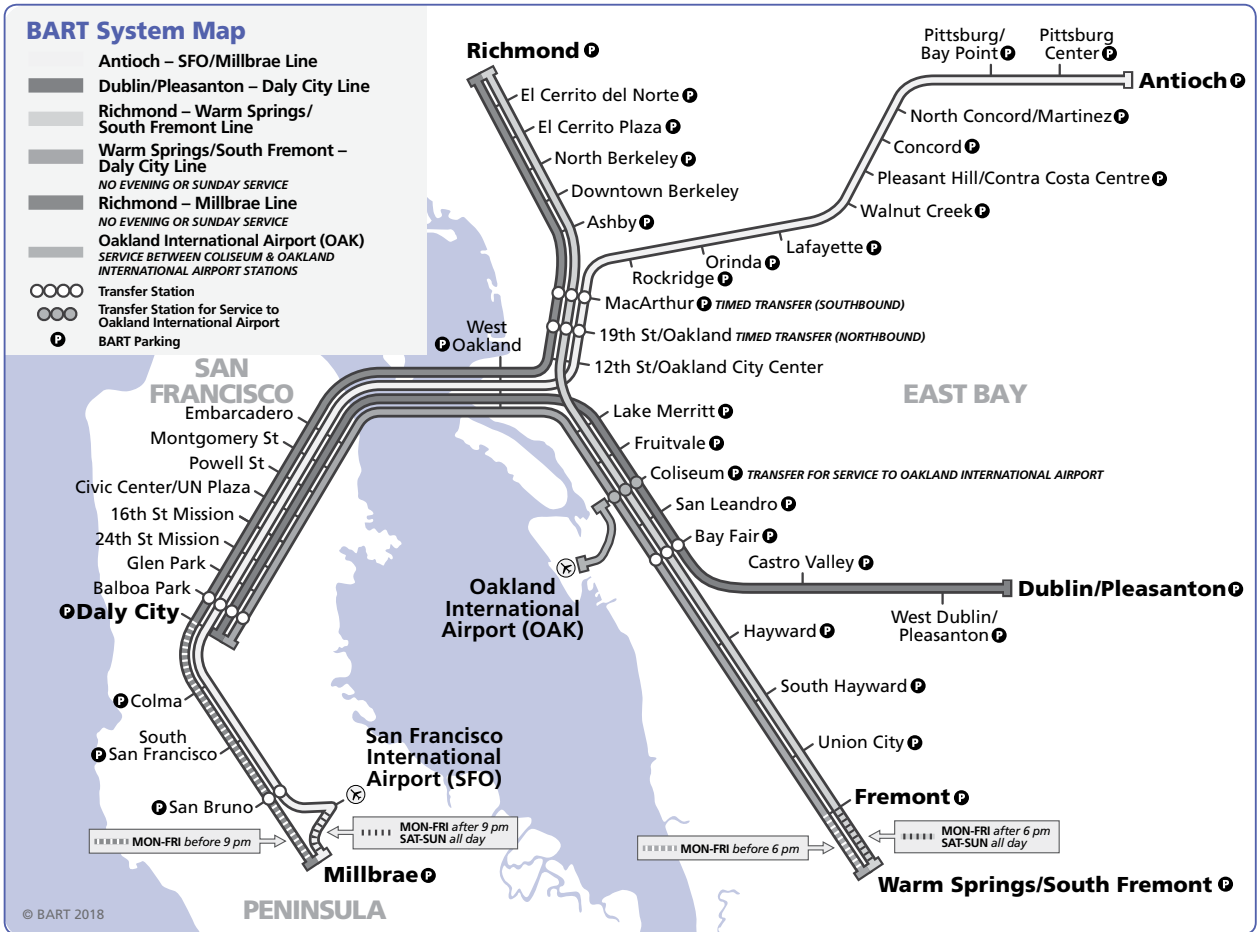 BART System Map
Antioch – SFO/Millbrae Line
Dublin/Pleasanton – Daly City Line
Richmond – Warm Springs/
South Fremont Line
Warm Springs/South Fremont –
Daly City Line
NO EVENING OR SUNDAY SERVICE
Richmond – Millbrae Line
NO EVENING OR SUNDAY SERVICE
Oakland International Airport (OAK)
SERVICE BETWEEN COLISEUM & OAKLAND
INTERNATIONAL AIRPORT STATIONS
Transfer Station
Transfer Station for Service to
Oakland International Airport
P BART Parking
Richmond P
El Cerrito del Norte P
El Cerrito Plaza P
North Berkeley P
Downtown Berkeley
Ashby P
Pittsburg/
Bay Point P
Pittsburg
Center P
Antioch P
North Concord/Martinez P
Concord P
Pleasant Hill/Contra Costa Centre P
Walnut Creek P
Lafayette P
Orinda P
Rockridge P
MacArthur P TIMED TRANSFER (SOUTHBOUND)
19th St/Oakland TIMED TRANSFER (NORTHBOUND)
12th St/Oakland City Center
West
P Oakland
SAN
FRANCISCO
EAST BAY
Embarcadero
Montgomery St
Powell St
Civic Center/UN Plaza
16th St Mission
24th St Mission
Glen Park
Balboa Park
P Daly City
Lake Merritt P
Fruitvale P
Coliseum P TRANSFER FOR SERVICE TO OAKLAND INTERNATIONAL AIRPORT
San Leandro P
Bay Fair P
Castro Valley P
Dublin/Pleasanton P
West Dublin/
Pleasanton P
Oakland
International
Airport (OAK)
Hayward P
South Hayward P
Union City P
Fremont P
P Colma
South
P San Francisco
San Francisco
International
Airport (SFO)
P San Bruno
MON-FRI before 9 pm
MON-FRI after 9 pm
SAT-SUN all day
Millbrae P
MON-FRI before 6 pm
MON-FRI after 6 pm
SAT-SUN all day
Warm Springs/South Fremont P
© BART 2018
PENINSULA